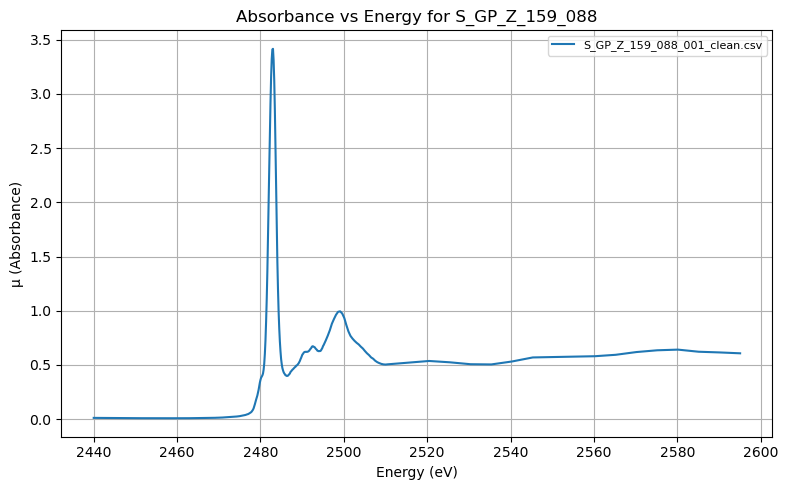 Absorbance vs Energy for S_GP_Z_159_088
S_GP_Z_159_088_001_clean.csv
3.5
3.0
2.5
2.0
1.5
1.0
0.5
0.0
μ (Absorbance)
2440 2460 2480 2500 2520 2540 2560 2580 2600
Energy (eV)